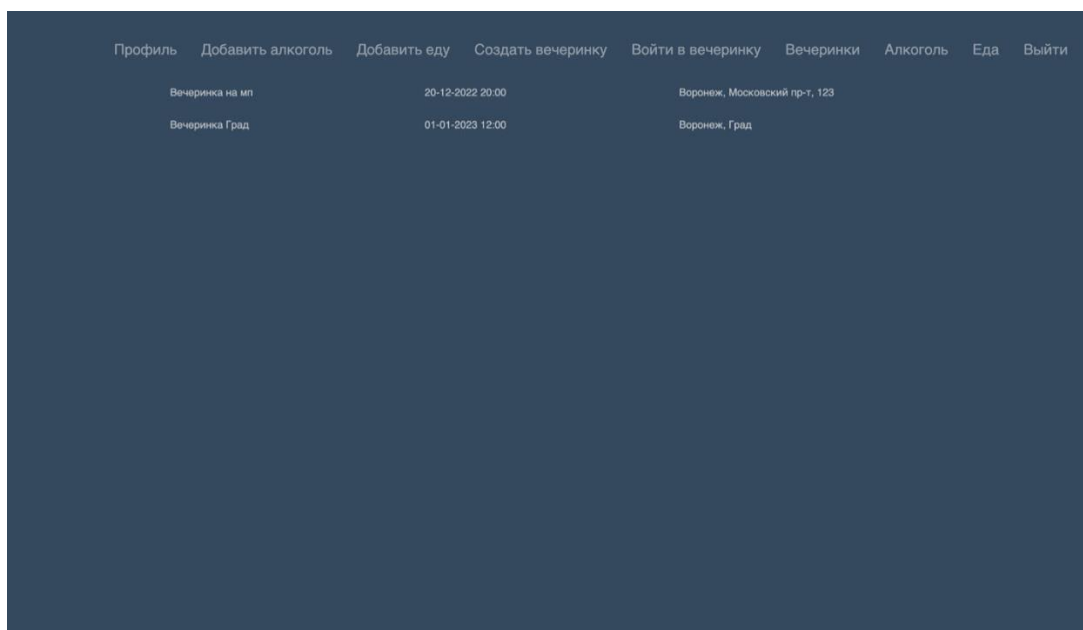 Профиль Добавить алкоголь Добавить еду Создать вечеринку Войти в вечеринку Вечеринки Алкоголь Еда Выйти
Вечеринка на мп 20-12-2022 20:00 Воронеж, Московский пр-т, 123
Вечеринка Град 01-01-2023 12:00 Воронеж, Град